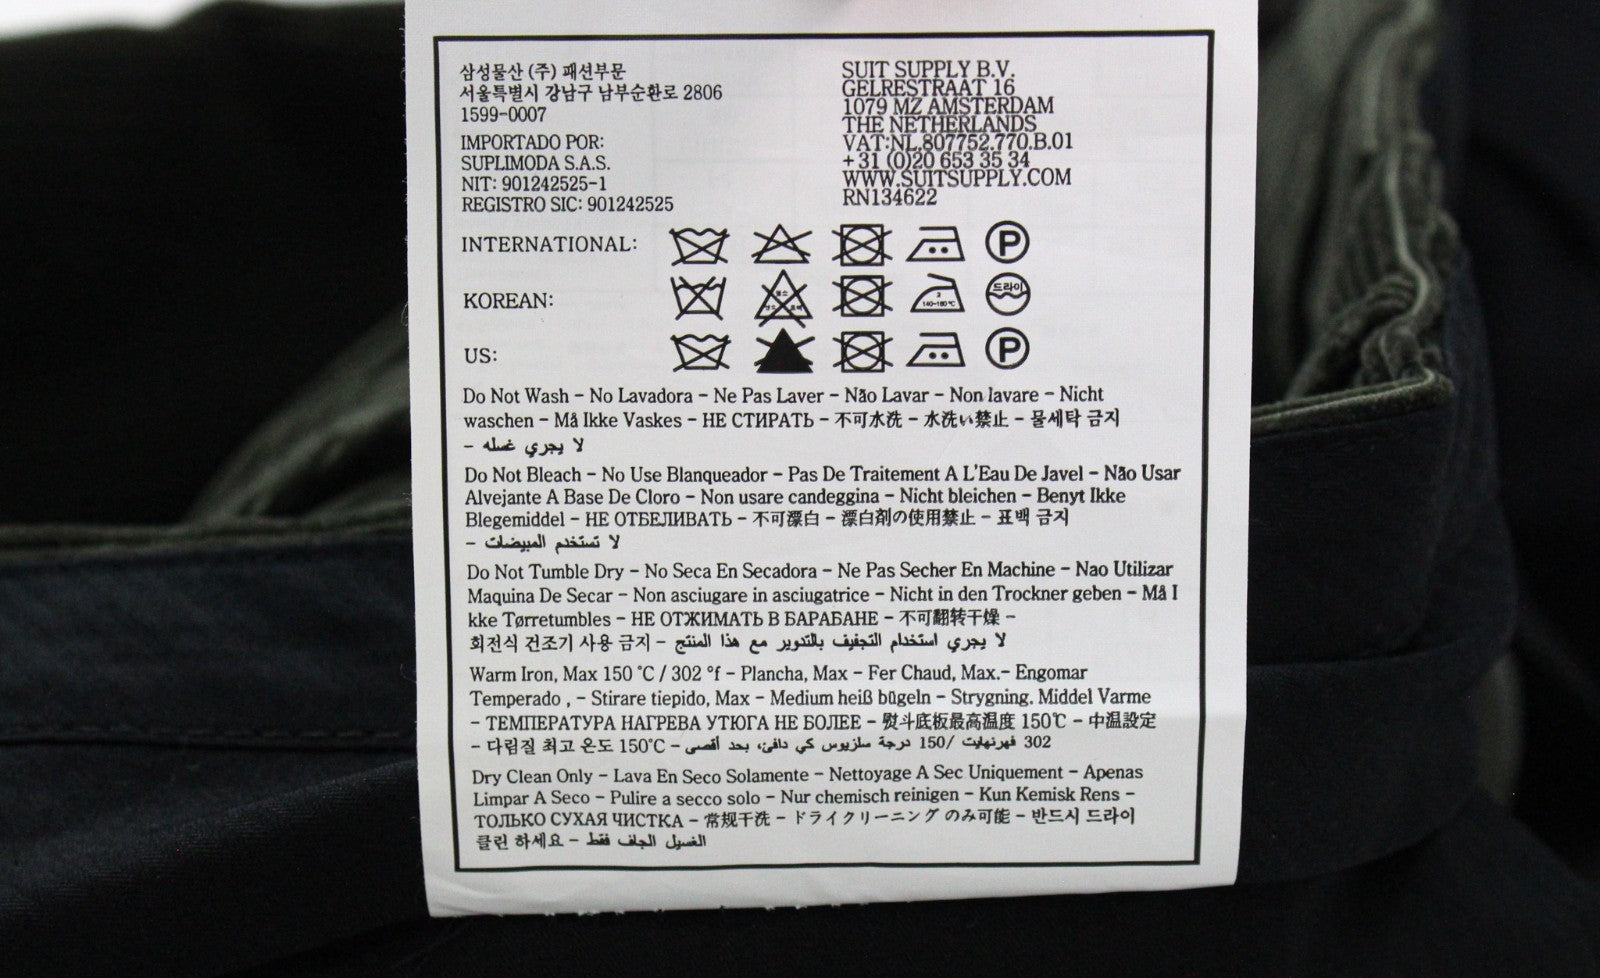 삼성물산 (주) 패션부문
서울특별시 강남구 남부순환로 2806
1599-0007
IMPORTADO POR:
SUPLIMODA S.A.S.
NIT: 901242525-1
REGISTRO SIC: 901242525
SUIT SUPPLY B.V.
GELRESTRAAT 16
1079 MZ AMSTERDAM
THE NETHERLANDS
VAT:NL.807752.770.B.01
+31 (0)20 653 35 34
WWW.SUITSUPPLY.COM
RN134622
INTERNATIONAL:
P
KOREAN:
140~160℃
드라이
US:
P
Do Not Wash - No Lavadora - Ne Pas Laver - Não Lavar - Non lavare - Nicht
waschen - Må Ikke Vaskes - НЕ СТИРАТЬ - 不可水洗 - 水洗い禁止 - 물세탁 금지
- لا يجري غسله
Do Not Bleach - No Use Blanqueador - Pas De Traitement A L'Eau De Javel - Não Usar
Alvejante A Base De Cloro - Non usare candeggina - Nicht bleichen - Benyt Ikke
Blegemiddel - НЕ ОТБЕЛИВАТЬ - 不可漂白 - 漂白剤の使用禁止 - 표백 금지
- لا تستخدم المبيضات
Do Not Tumble Dry - No Seca En Secadora - Ne Pas Secher En Machine - Nao Utilizar
Maquina De Secar - Non asciugare in asciugatrice - Nicht in den Trockner geben - Må I
kke Tørretumbles - НЕ ОТЖИМАТЬ В БАРАБАНЕ - 不可翻转干燥 -
회전식 건조기 사용 금지 - لا يجري استخدام التجفيف بالتدوير مع هذا المنتج
Warm Iron, Max 150 °C / 302 °f - Plancha, Max - Fer Chaud, Max.- Engomar
Temperado , - Stirare tiepido, Max - Medium heiß bügeln - Strygning. Middel Varme
- ТЕМПЕРАТУРА НАГРЕВА УТЮГА НЕ БОЛЕЕ - 熨斗底板最高温度 150℃ - 中温設定
- 다림질 최고 온도 150℃ - 302 فهرنهايت /150 درجة سلزيوس كي دافئ، بحد أقصى
Dry Clean Only - Lava En Seco Solamente - Nettoyage A Sec Uniquement - Apenas
Limpar A Seco - Pulire a secco solo - Nur chemisch reinigen - Kun Kemisk Rens -
ТОЛЬКО СУХАЯ ЧИСТКА - 常规干洗 - ドライクリーニングのみ可能 - 반드시 드라이
클린 하세요 - الغسيل الجاف فقط